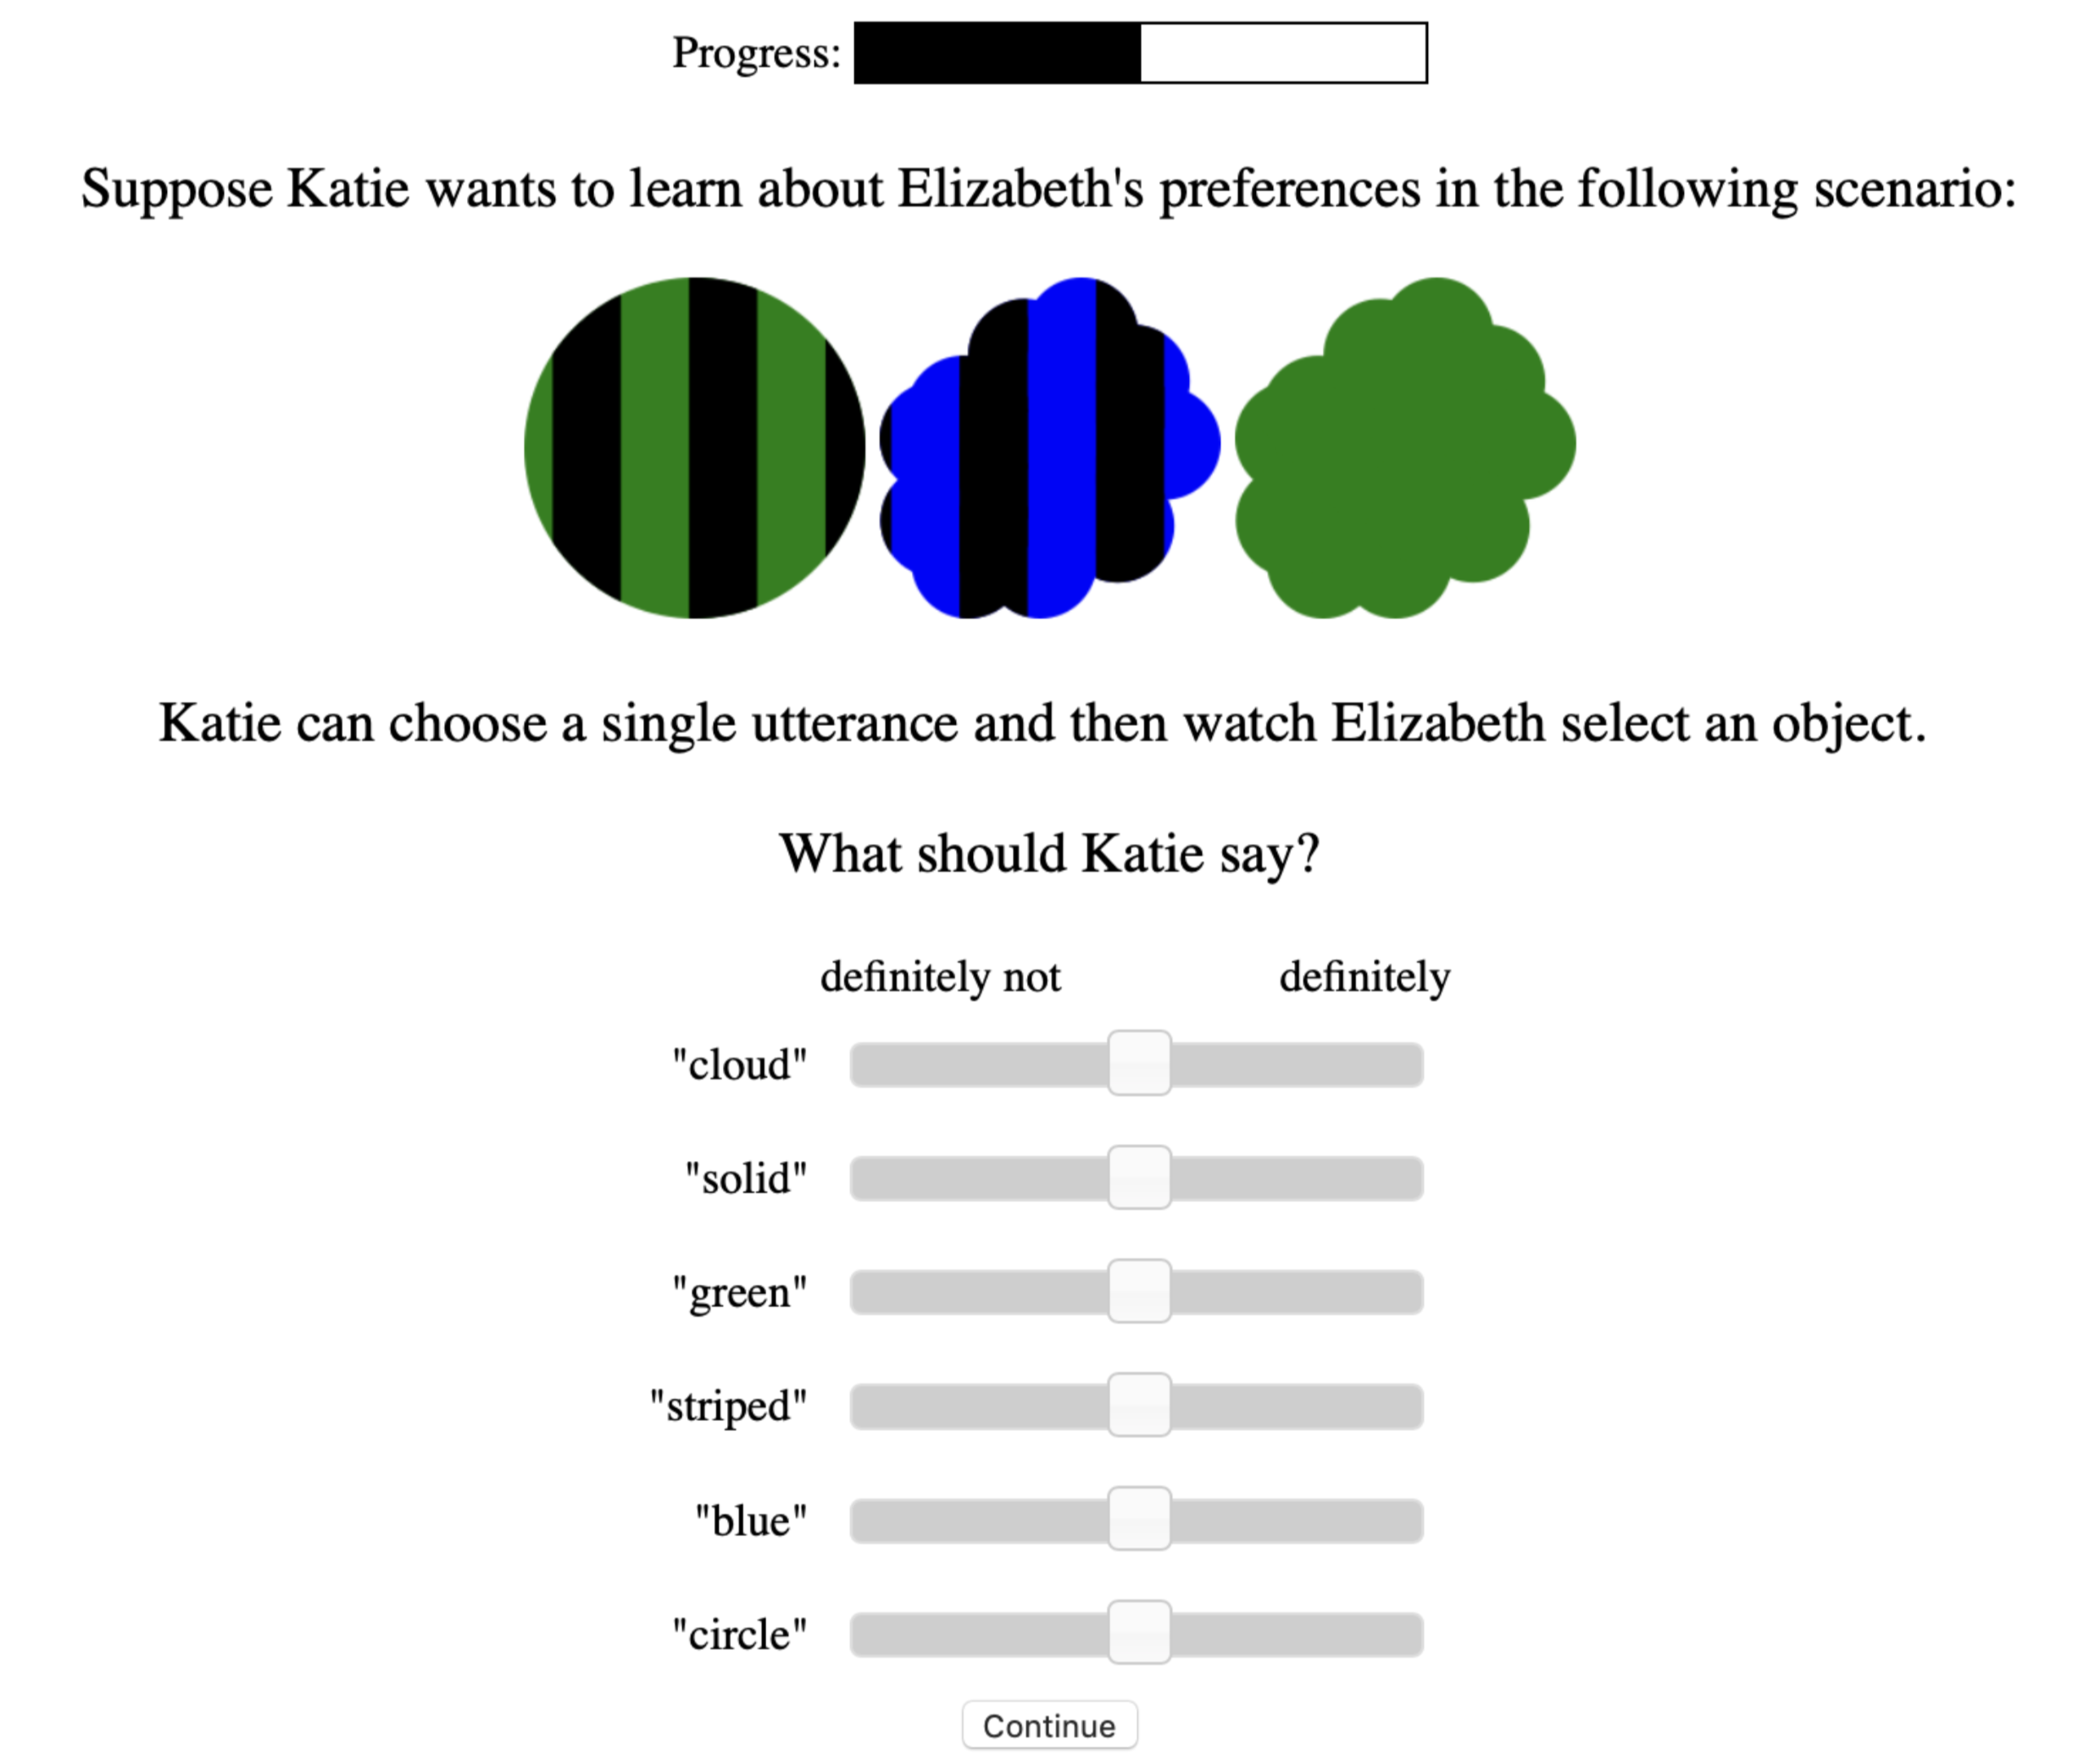 Progress:
Suppose Katie wants to learn about Elizabeth's preferences in the following scenario:
Katie can choose a single utterance and then watch Elizabeth select an object.
What should Katie say?
definitely not definitely
"cloud"
"solid"
"green"
"striped"
"blue"
"circle"
Continue